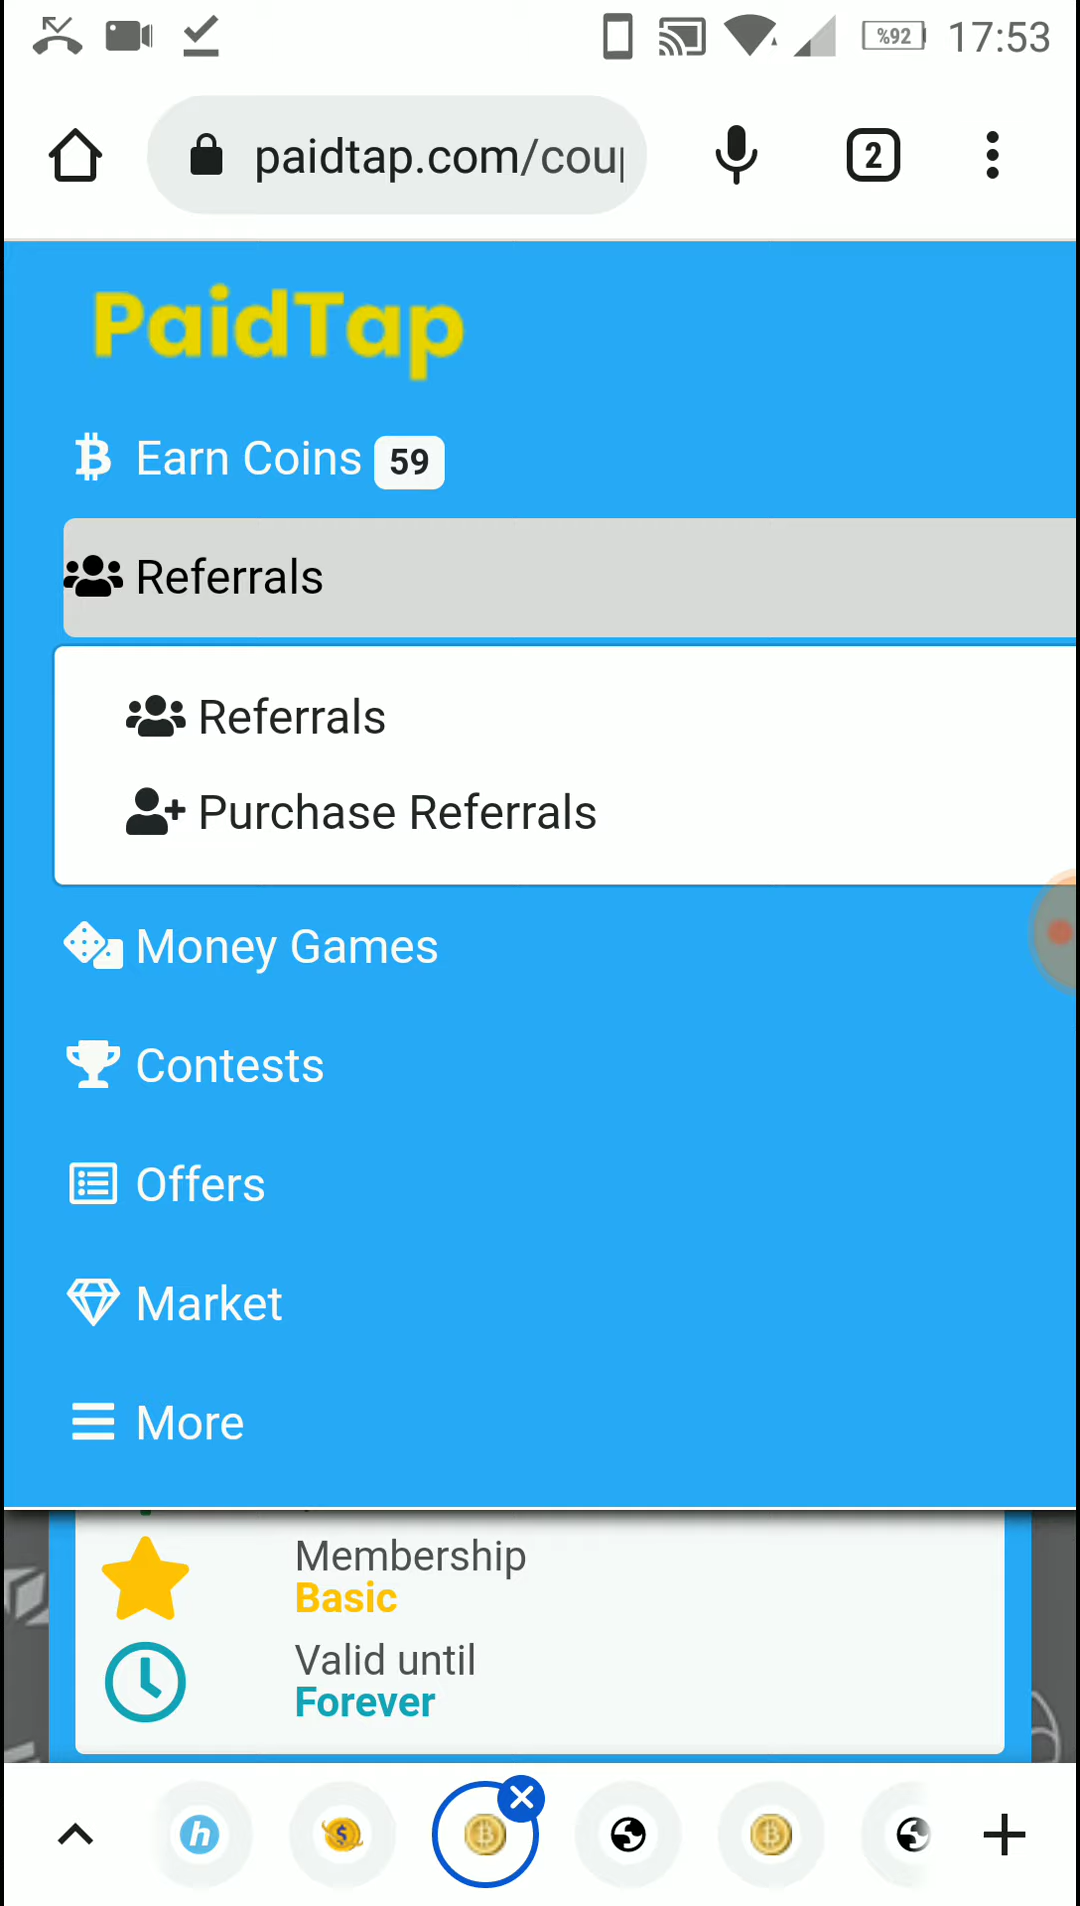 %92 17:53
paidtap.com/coup
2
PaidTap
Earn Coins 59
Referrals
Referrals
Purchase Referrals
Money Games
Contests
Offers
Market
More
Membership
Basic
Valid until
Forever
h